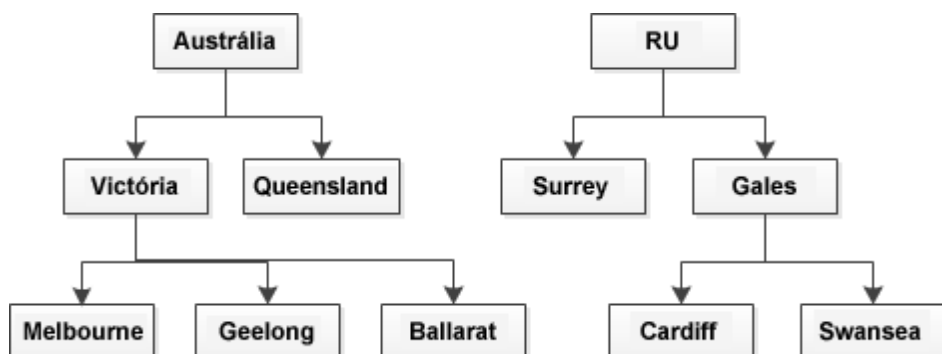 Austrália RU
Victória Queensland Surrey Gales
Melbourne Geelong Ballarat Cardiff Swansea